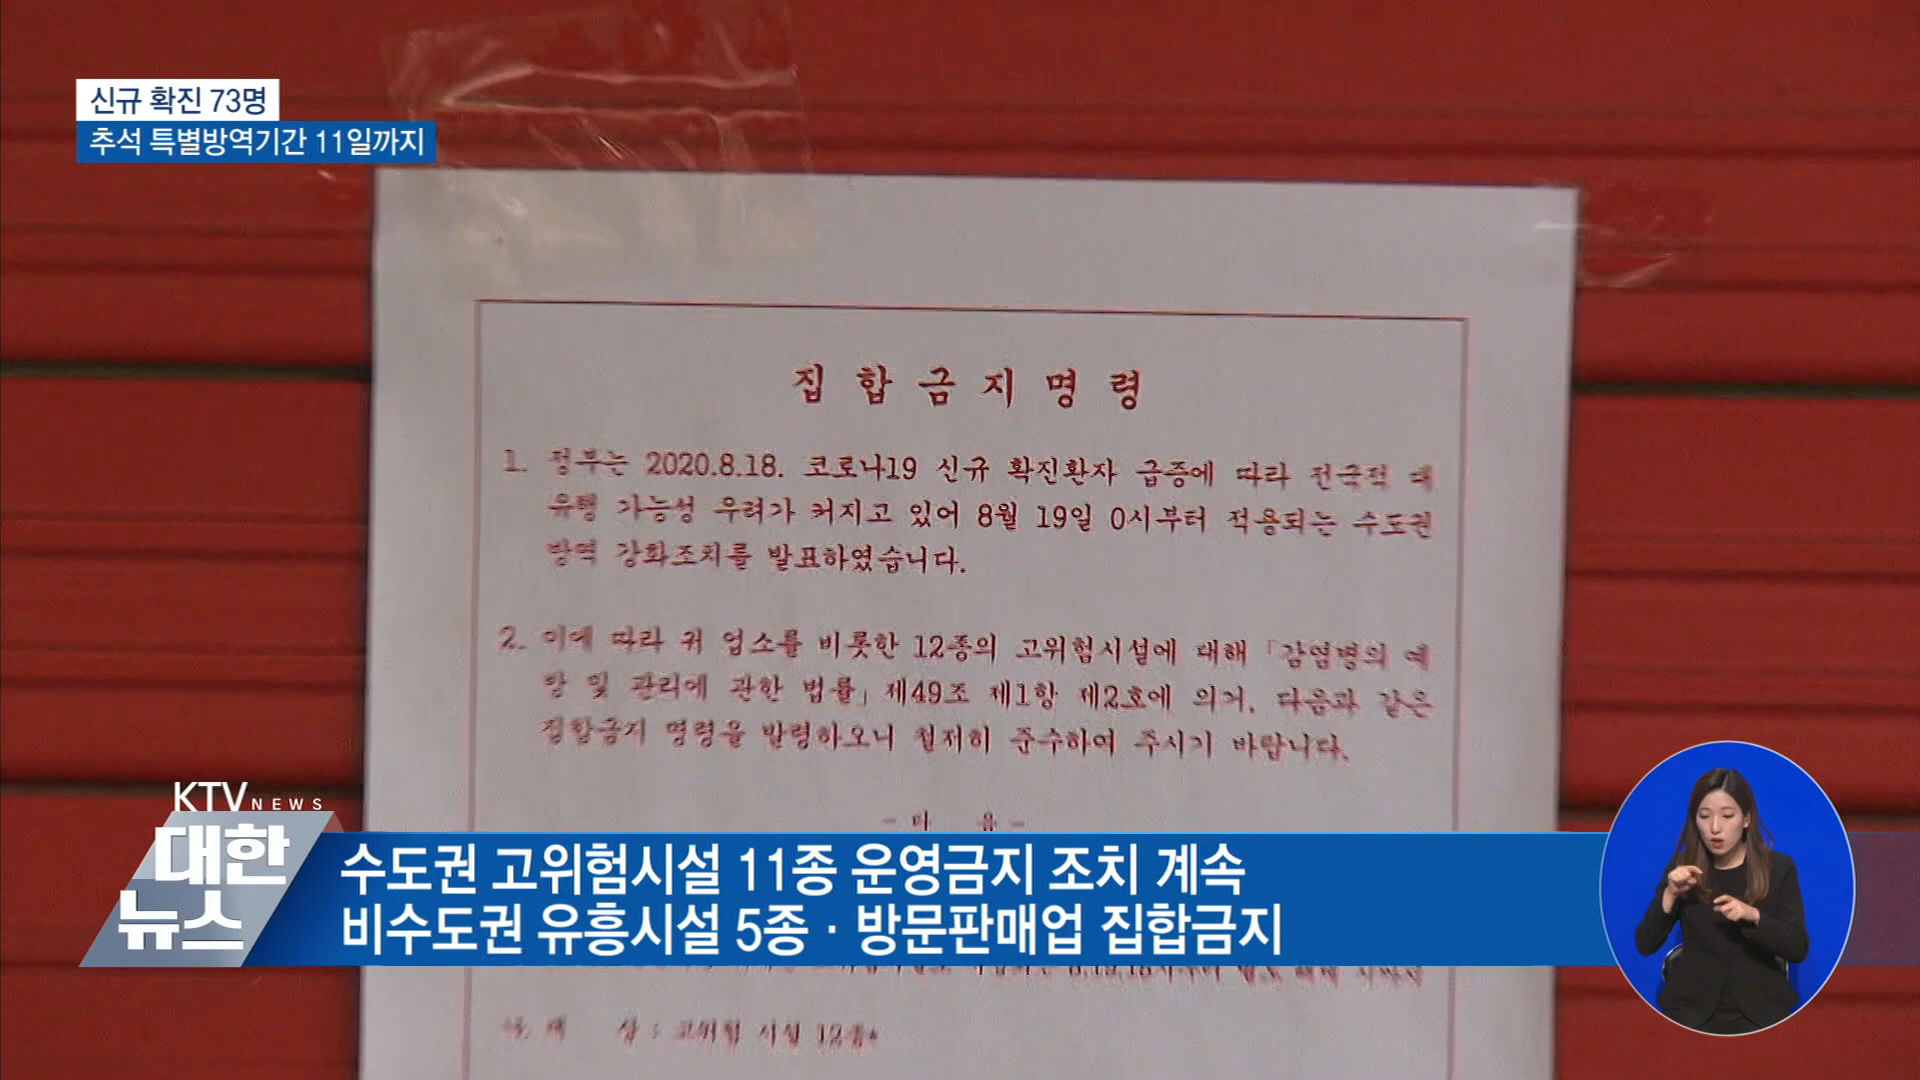 신규 확진 73명
추석 특별방역기간 11일까지
집합금지명령
1. 정부는 2020.8.18. 코로나19 신규 확진환자 급증에 따라 전국적 대
유행 가능성 우려가 커지고 있어 8월 19일 0시부터 적용되는 수도권
방역 강화조치를 발표하였습니다.
2. 이에 따라 귀 업소를 비롯한 12종의 고위험시설에 대해 「감염병의 예
방 및 관리에 관한 법률」 제49조 제1항 제2호에 의거, 다음과 같은
집합금지 명령을 발령하오니 철저히 준수하여 주시기 바랍니다.
- 다 음 -
KTV NEWS
대한
뉴스
수도권 고위험시설 11종 운영금지 조치 계속
비수도권 유흥시설 5종 · 방문판매업 집합금지
대 상 : 고위험 시설 12종*